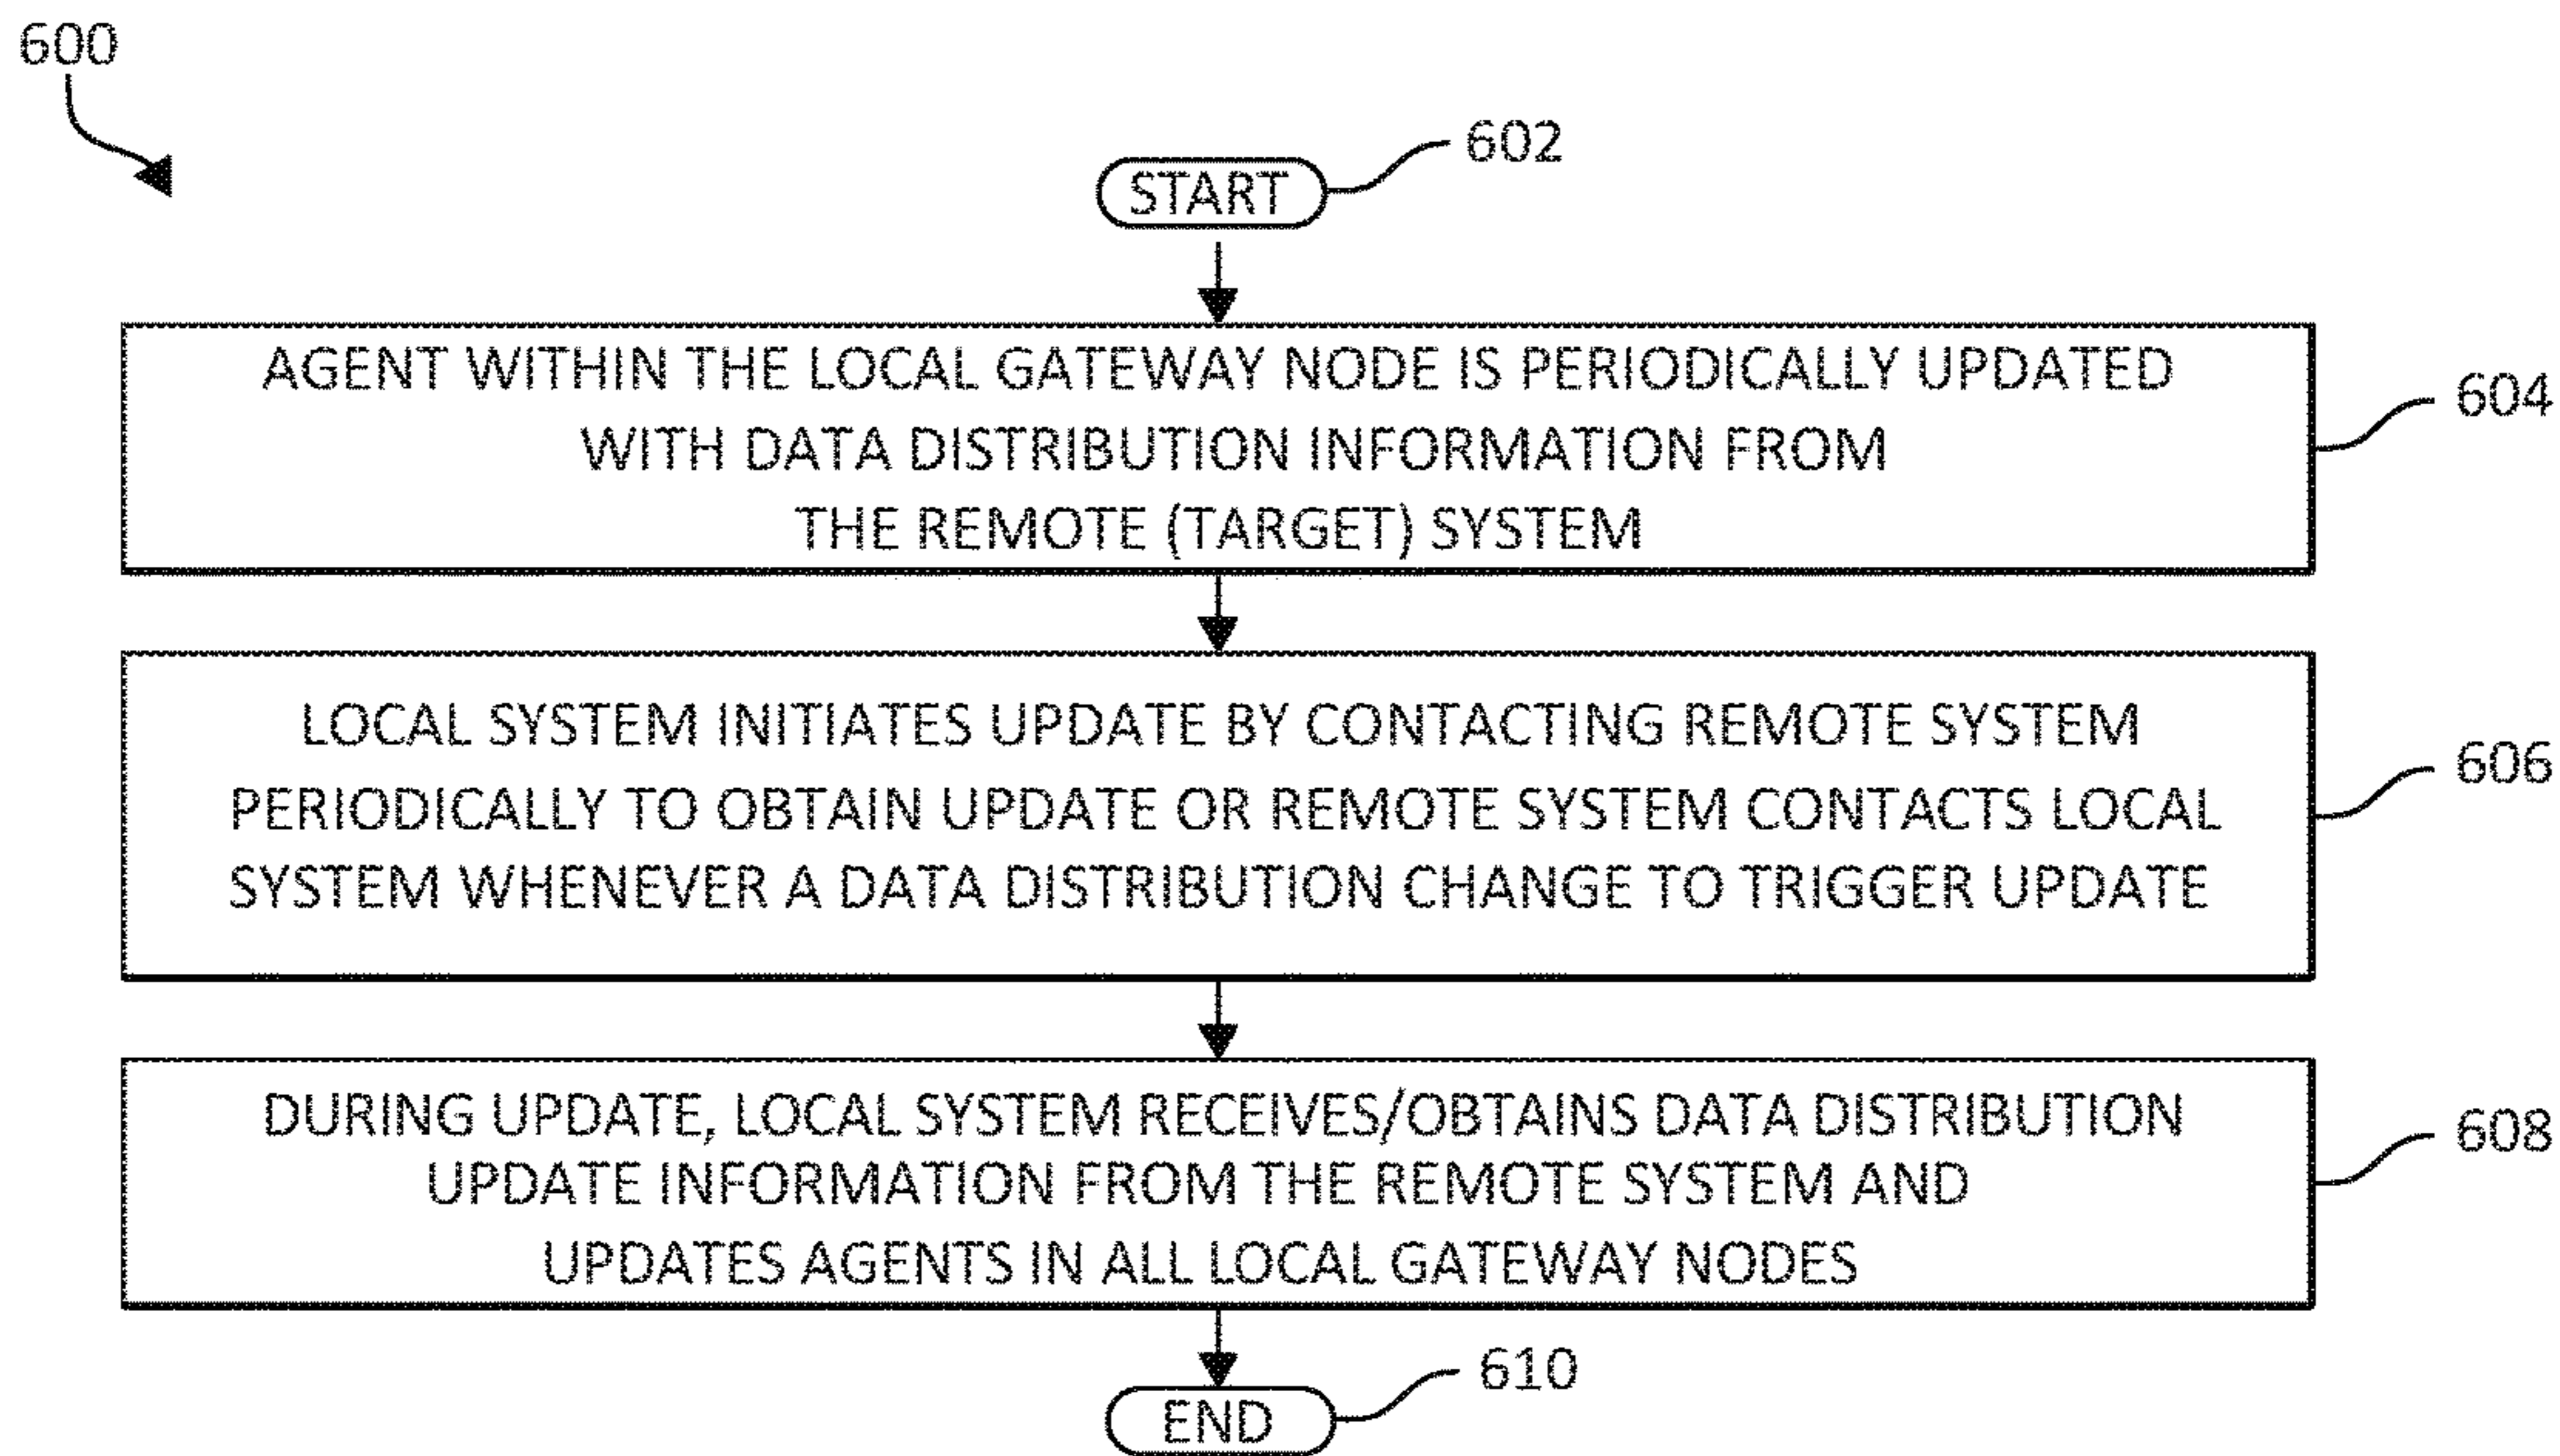 600
START
602
AGENT WITHIN THE LOCAL GATEWAY NODE IS PERIODICALLY UPDATED
WITH DATA DISTRIBUTION INFORMATION FROM
THE REMOTE (TARGET) SYSTEM
604
LOCAL SYSTEM INITIATES UPDATE BY CONTACTING REMOTE SYSTEM
PERIODICALLY TO OBTAIN UPDATE OR REMOTE SYSTEM CONTACTS LOCAL
SYSTEM WHENEVER A DATA DISTRIBUTION CHANGE TO TRIGGER UPDATE
606
DURING UPDATE, LOCAL SYSTEM RECEIVES/OBTAINS DATA DISTRIBUTION
UPDATE INFORMATION FROM THE REMOTE SYSTEM AND
UPDATES AGENTS IN ALL LOCAL GATEWAY NODES
608
END
610